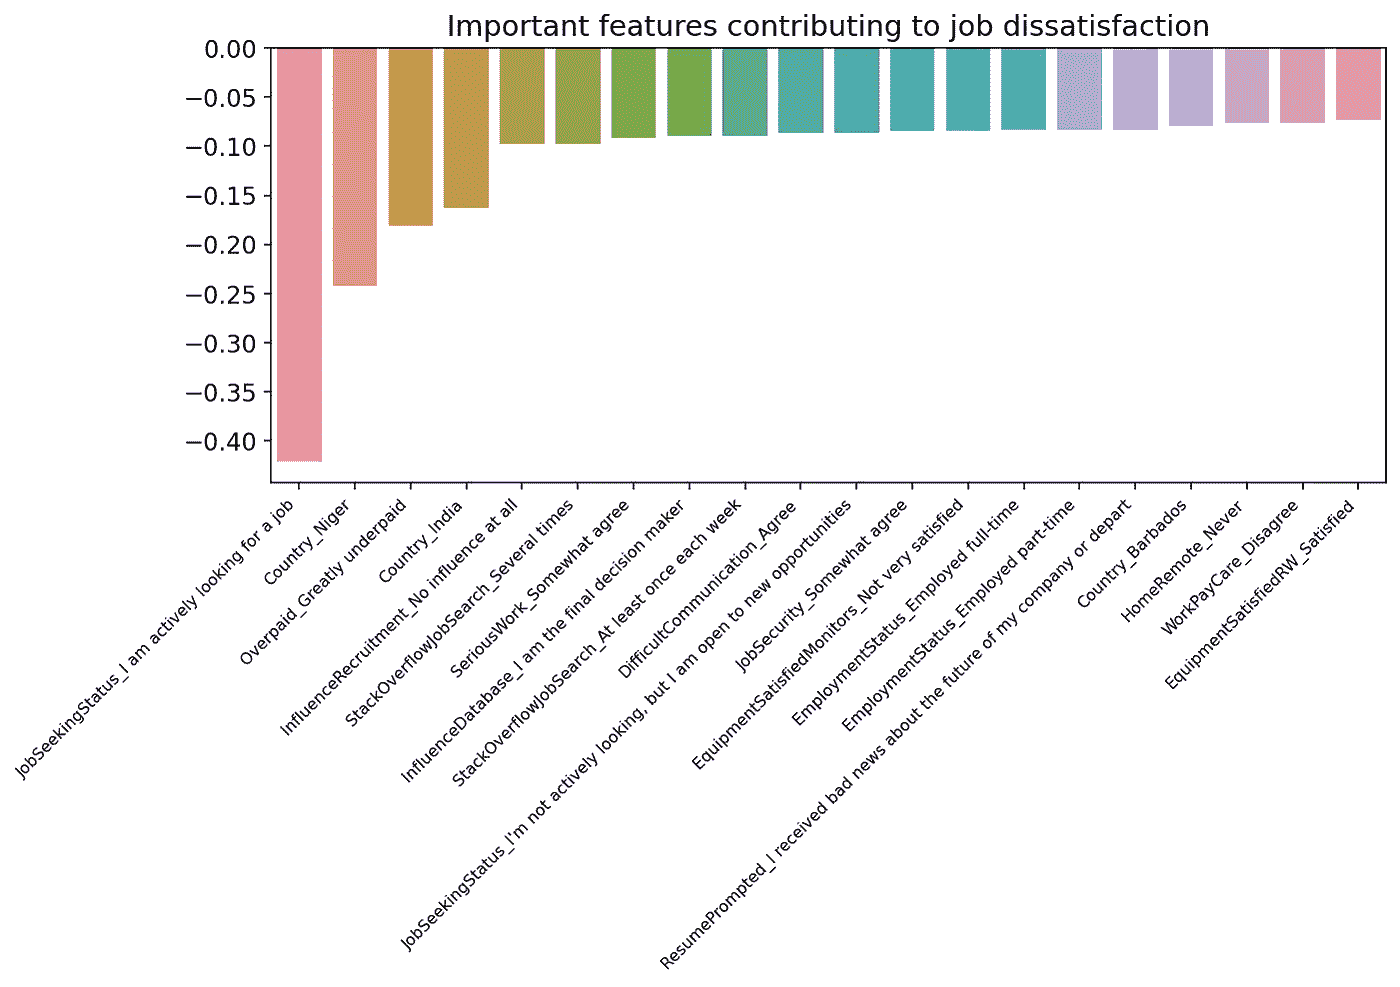 Important features contributing to job dissatisfaction
0.00
−0.05
−0.10
−0.15
−0.20
−0.25
−0.30
−0.35
−0.40
JobSeekingStatus_I am actively looking for a job
Country_Niger
Overpaid_Greatly underpaid
Country_India
InfluenceRecruitment_No influence at all
StackOverflowJobSearch_Several times
SeriousWork_Somewhat agree
InfluenceDatabase_I am the final decision maker
StackOverflowJobSearch_At least once each week
DifficultCommunication_Agree
JobSeekingStatus_I'm not actively looking, but I am open to new opportunities
JobSecurity_Somewhat agree
EquipmentSatisfiedMonitors_Not very satisfied
EmploymentStatus_Employed full-time
EmploymentStatus_Employed part-time
ResumePrompted_I received bad news about the future of my company or depart
Country_Barbados
HomeRemote_Never
WorkPayCare_Disagree
EquipmentSatisfiedRW_Satisfied